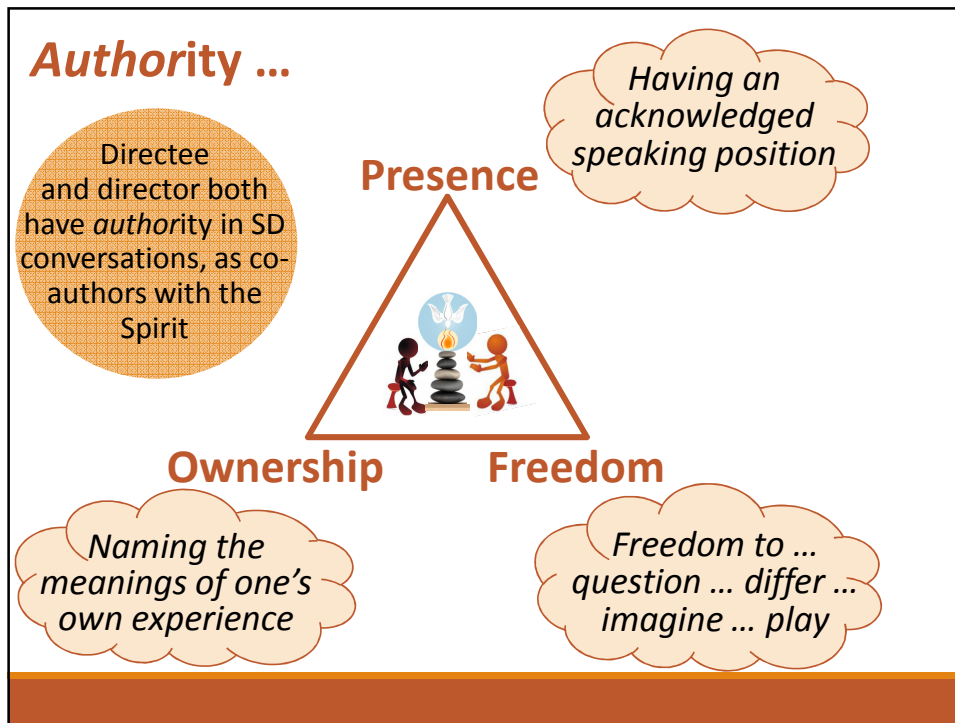 Authority …
Directee
and director both
have authority in SD
conversations, as co-
authors with the
Spirit
Having an
acknowledged
speaking position
Presence
Ownership
Freedom
Naming the
meanings of one’s
own experience
Freedom to …
question … differ …
imagine … play